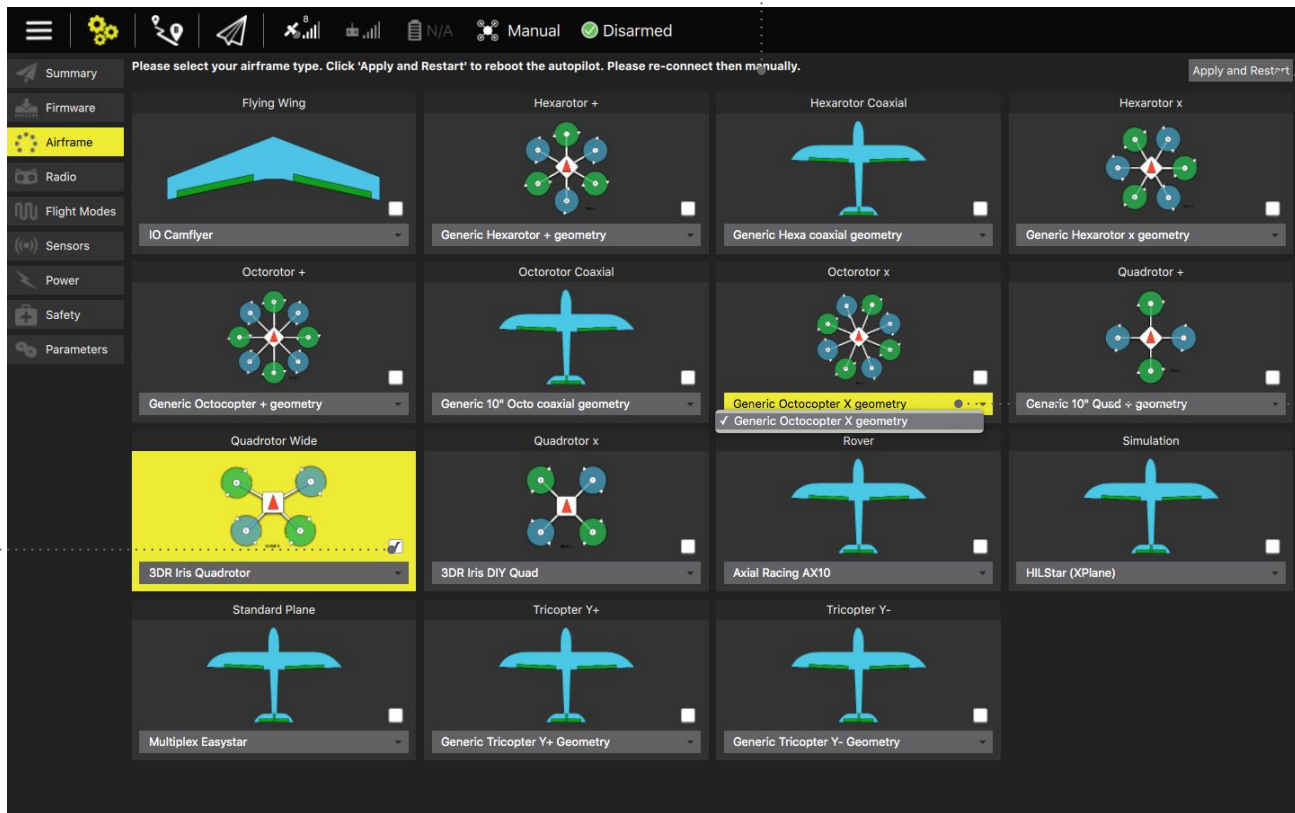 8
N/A
Manual
Disarmed
Summary
Please select your airframe type. Click 'Apply and Restart' to reboot the autopilot. Please re-connect then manually.
Apply and Restart
Firmware
Airframe
Radio
Flight Modes
Sensors
Power
Safety
Parameters
Flying Wing
Hexarotor +
Hexarotor Coaxial
Hexarotor x
IO Camflyer
Generic Hexarotor + geometry
Generic Hexa coaxial geometry
Generic Hexarotor x geometry
Octorotor +
Octorotor Coaxial
Octorotor x
Quadrotor +
Generic Octocopter + geometry
Generic 10" Octo coaxial geometry
Generic Octocopter X geometry
Generic 10" Quad + geometry
✓ Generic Octocopter X geometry
Quadrotor Wide
Quadrotor x
Rover
Simulation
3DR Iris Quadrotor
3DR Iris DIY Quad
Axial Racing AX10
HILStar (XPlane)
Standard Plane
Tricopter Y+
Tricopter Y-
Multiplex Easystar
Generic Tricopter Y+ Geometry
Generic Tricopter Y- Geometry